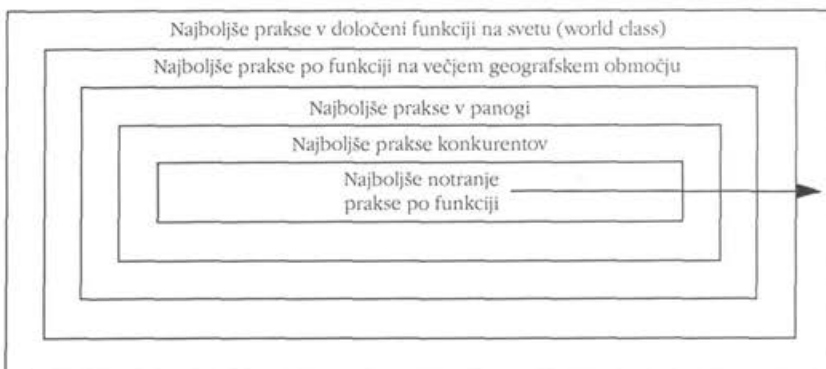 Najboljše prakse v določeni funkciji na svetu (world class)
Najboljše prakse po funkciji na večjem geografskem območju
Najboljše prakse v panogi
Najboljše prakse konkurentov
Najboljše notranje
prakse po funkciji